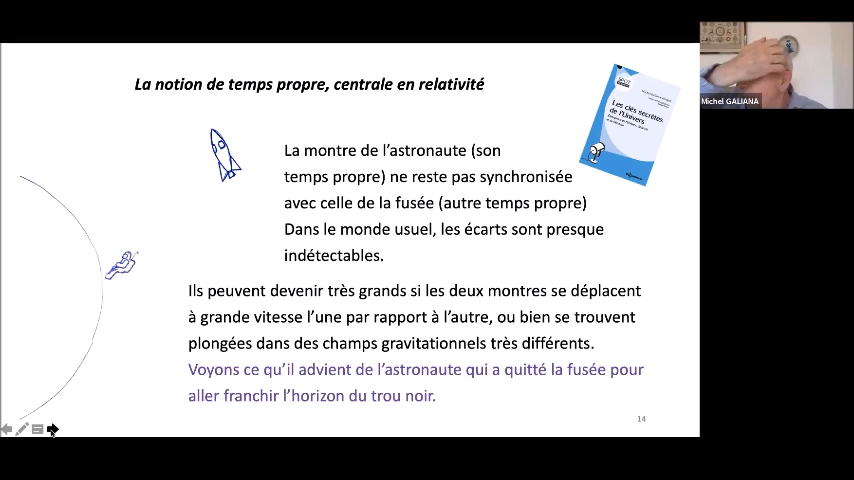 La notion de temps propre, centrale en relativité
Michel GALIANA
Les clés secrètes
de l'Univers
La montre de l'astronaute (son
temps propre) ne reste pas synchronisée
avec celle de la fusée (autre temps propre)
Dans le monde usuel, les écarts sont presque
indétectables.
Ils peuvent devenir très grands si les deux montres se déplacent
à grande vitesse l'une par rapport à l'autre, ou bien se trouvent
plongées dans des champs gravitationnels très différents.
Voyons ce qu'il advient de l'astronaute qui a quitté la fusée pour
aller franchir l'horizon du trou noir.
14